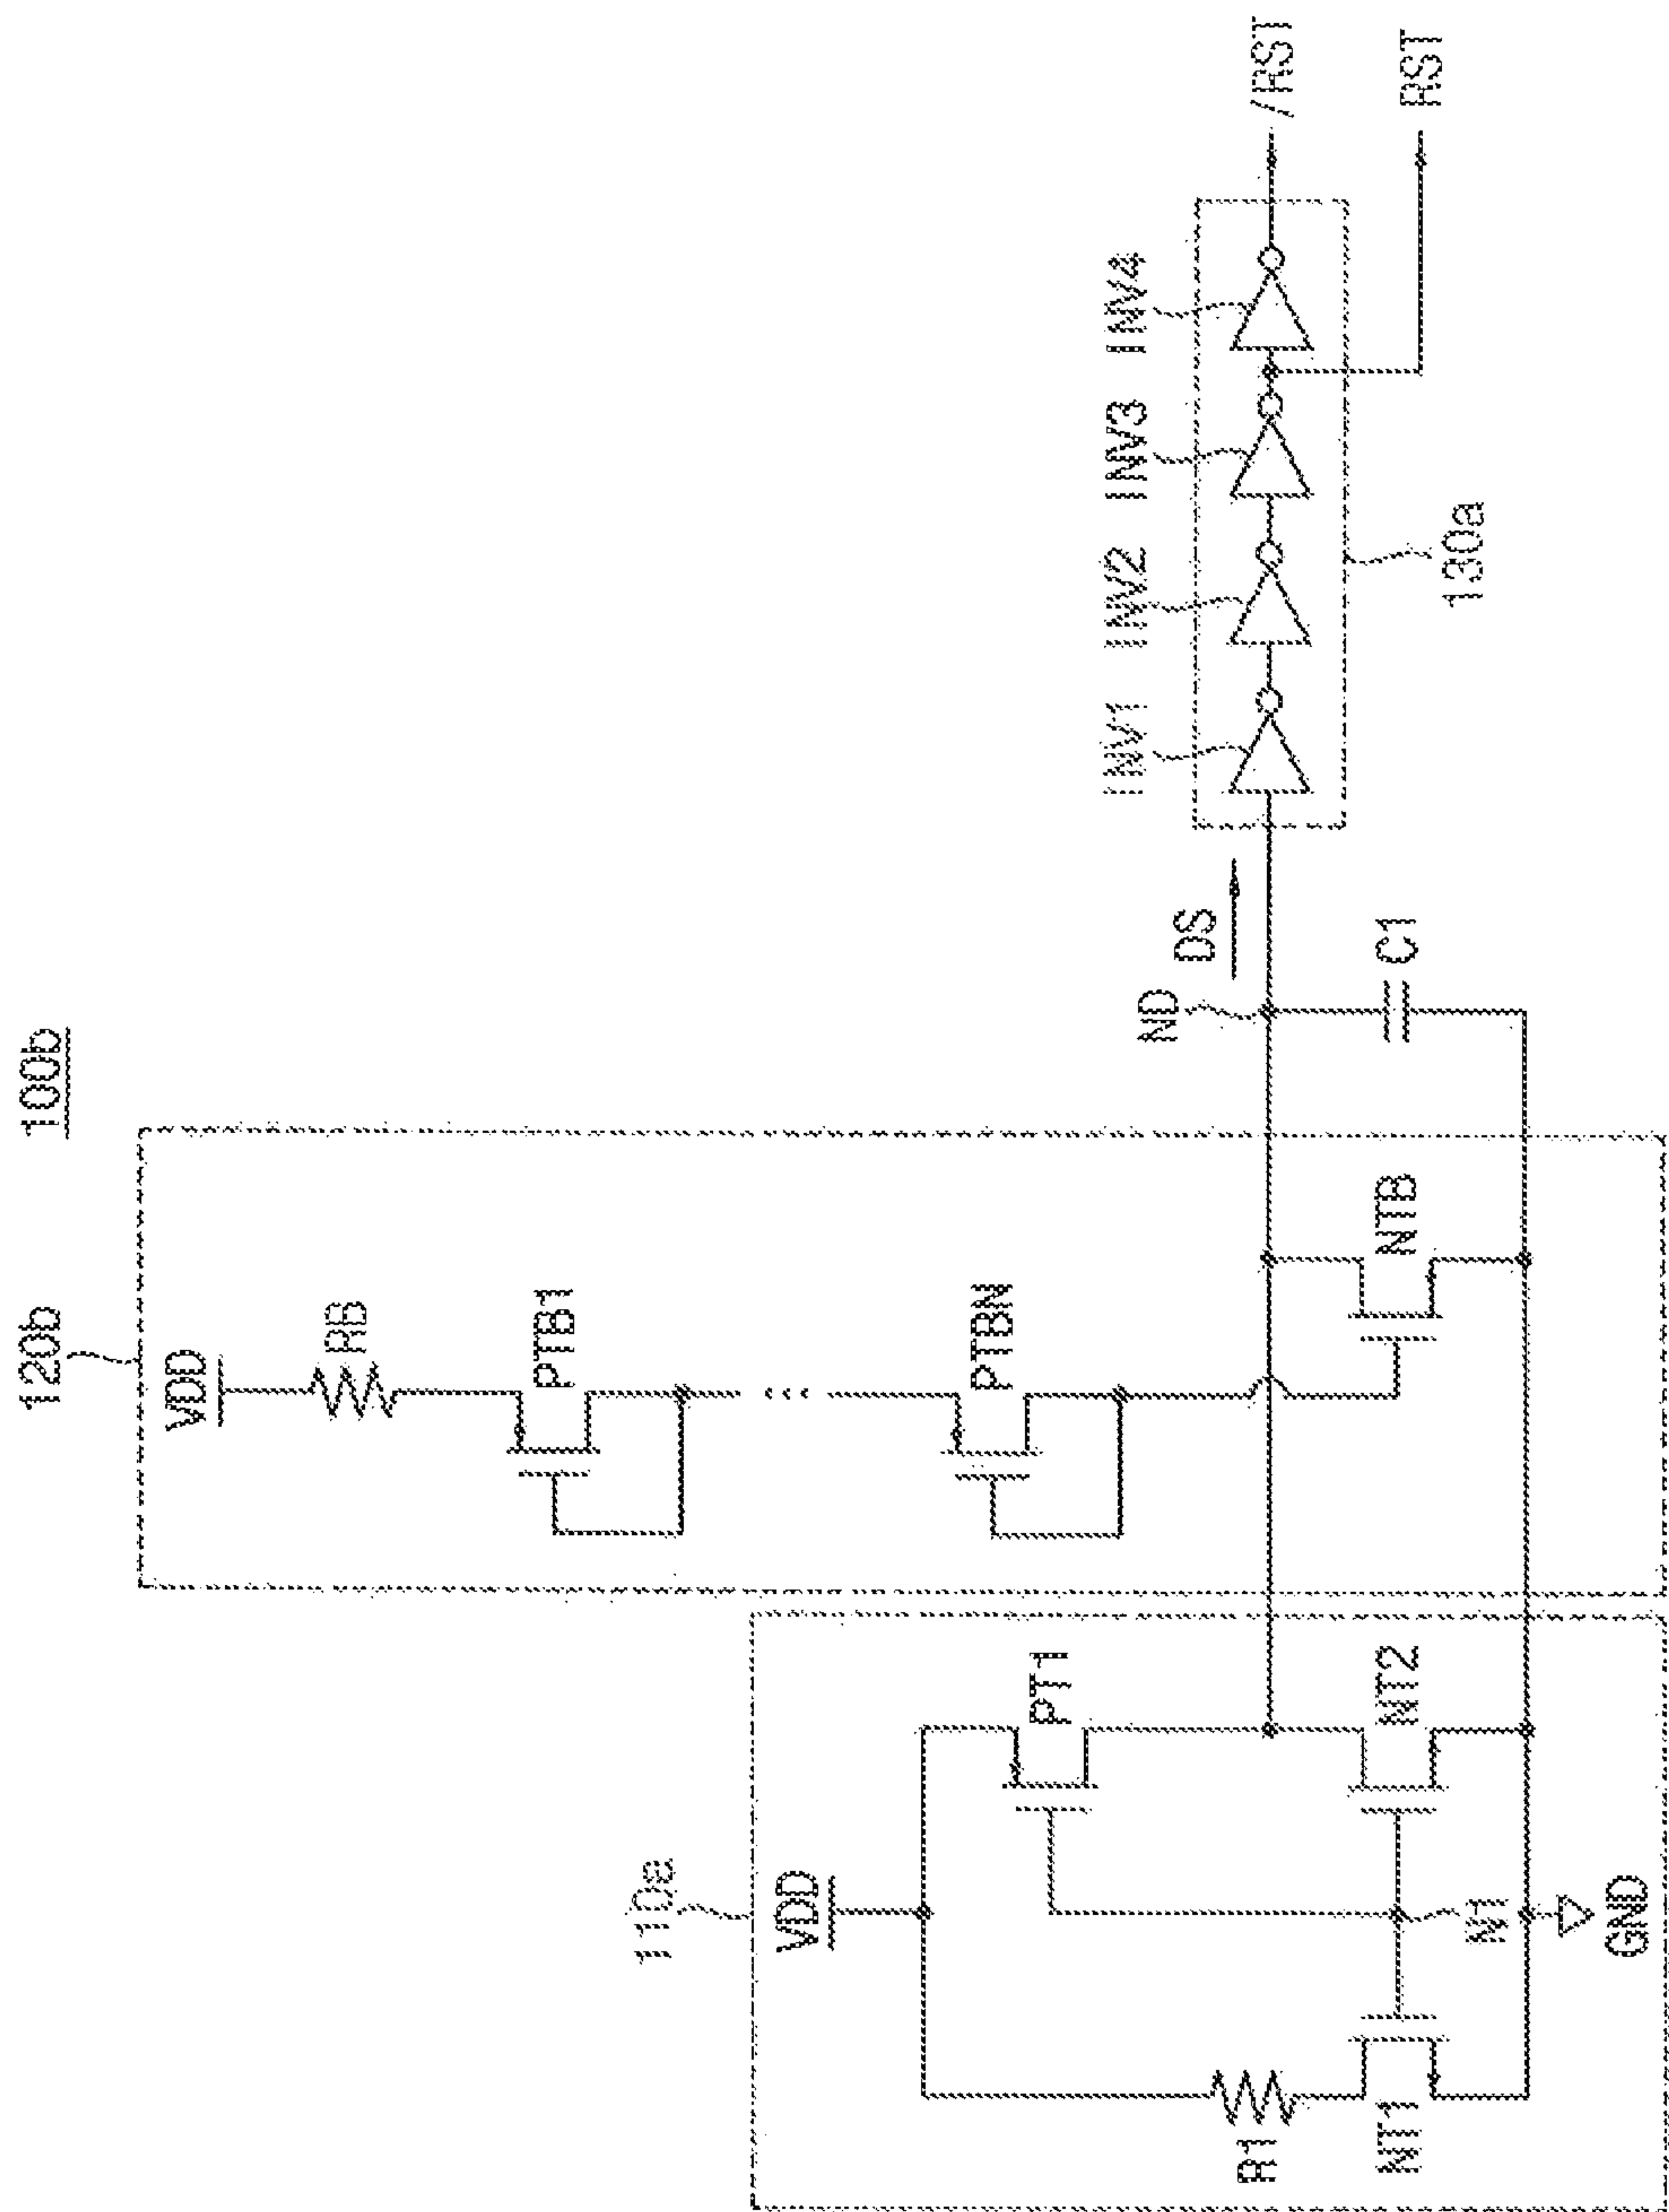 100b
120b
VDD
RB
PTB1
...
PTBN
NTB
110a
VDD
PT1
R1
NT1
N1
NT2
GND
ND
DS
C1
INV1
INV2
INV3
INV4
130a
/RST
RST